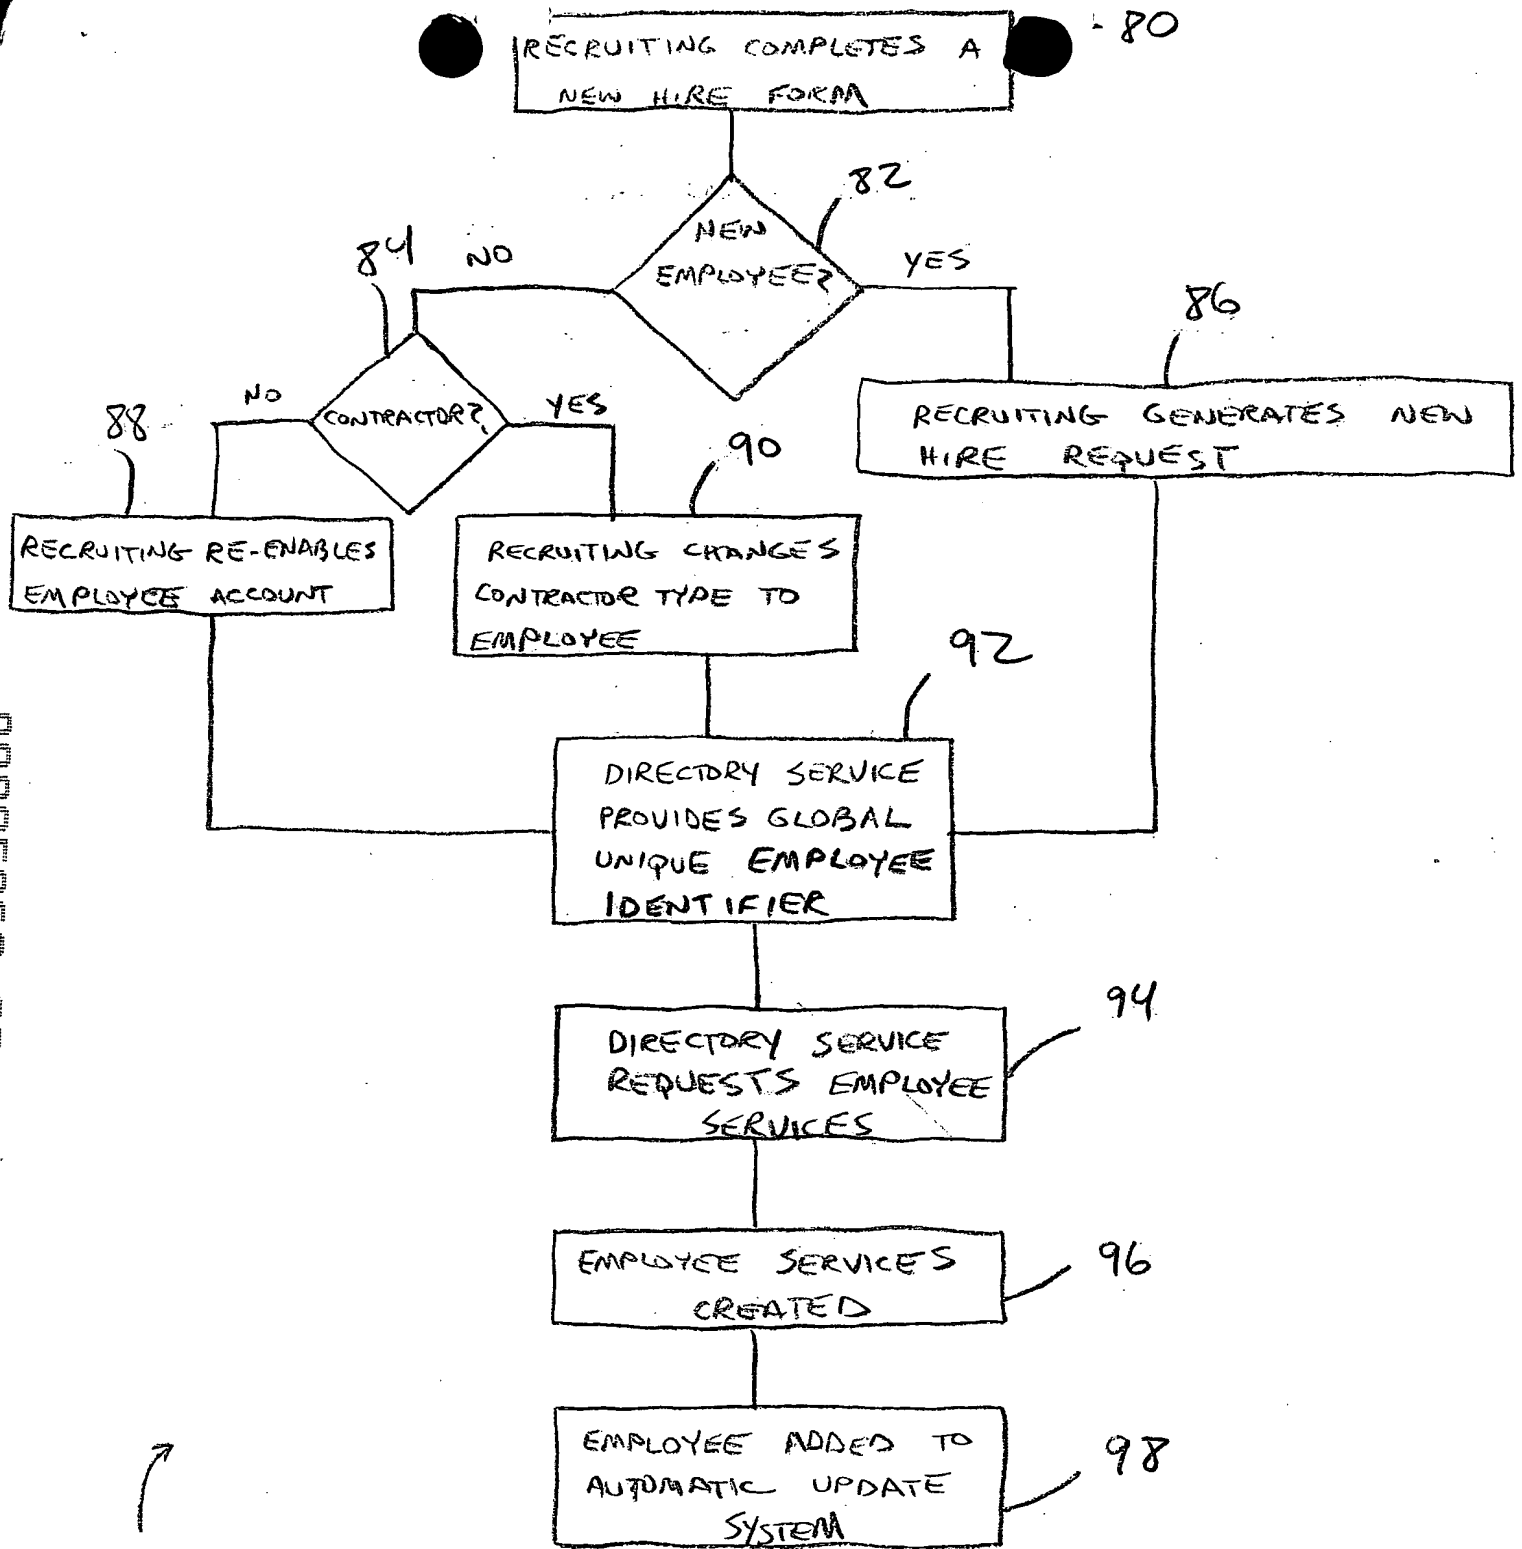 80
RECRUITING COMPLETES A
NEW HIRE FORM
82
NEW
EMPLOYEE?
NO
YES
84
86
CONTRACTOR?
NO
YES
RECRUITING GENERATES NEW
HIRE REQUEST
88
90
RECRUITING RE-ENABLES
EMPLOYEE ACCOUNT
RECRUITING CHANGES
CONTRACTOR TYPE TO
EMPLOYEE
92
DIRECTORY SERVICE
PROVIDES GLOBAL
UNIQUE EMPLOYEE
IDENTIFIER
94
DIRECTORY SERVICE
REQUESTS EMPLOYEE
SERVICES
96
EMPLOYEE SERVICES
CREATED
98
EMPLOYEE ADDED TO
AUTOMATIC UPDATE
SYSTEM